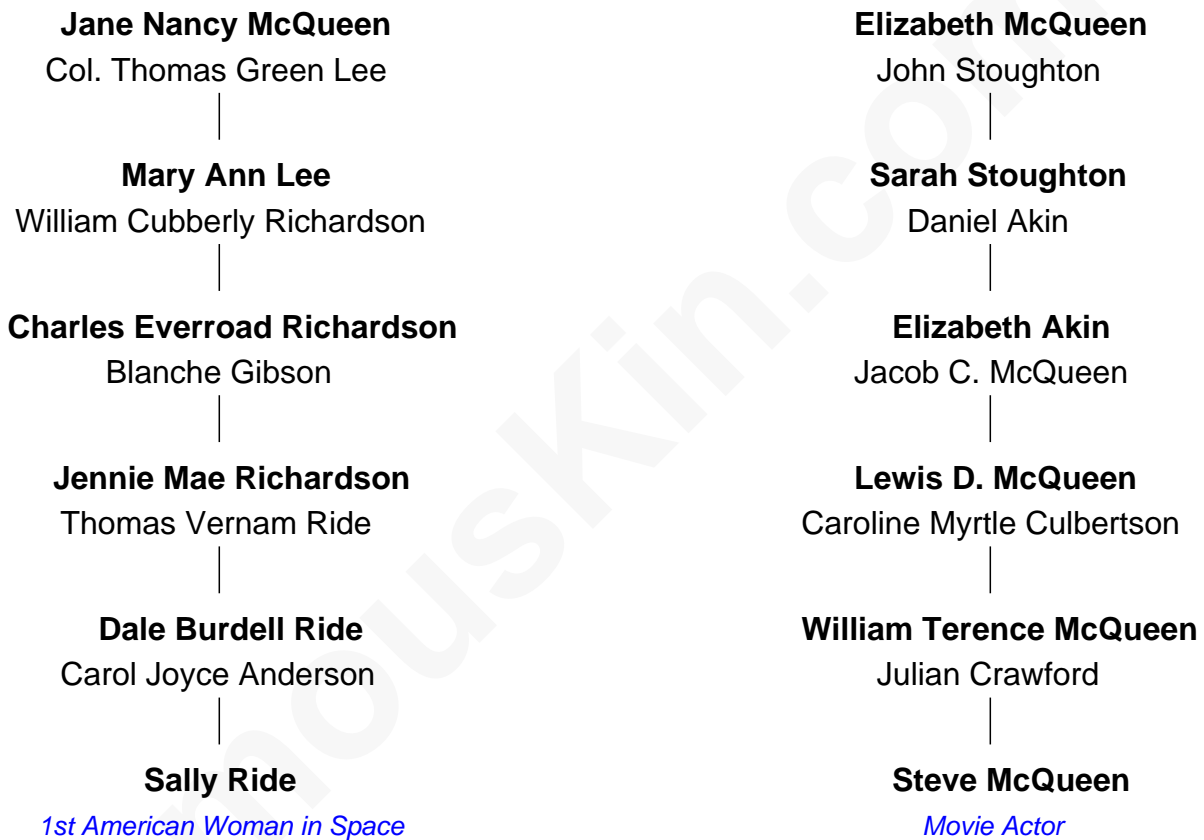 Jane Nancy McQueen
Col. Thomas Green Lee
Mary Ann Lee
William Cubberly Richardson
Charles Everroad Richardson
Blanche Gibson
Jennie Mae Richardson
Thomas Vernam Ride
Dale Burdell Ride
Carol Joyce Anderson
Sally Ride
1st American Woman in Space
Elizabeth McQueen
John Stoughton
Sarah Stoughton
Daniel Akin
Elizabeth Akin
Jacob C. McQueen
Lewis D. McQueen
Caroline Myrtle Culbertson
William Terence McQueen
Julian Crawford
Steve McQueen
Movie Actor
mousKin.com